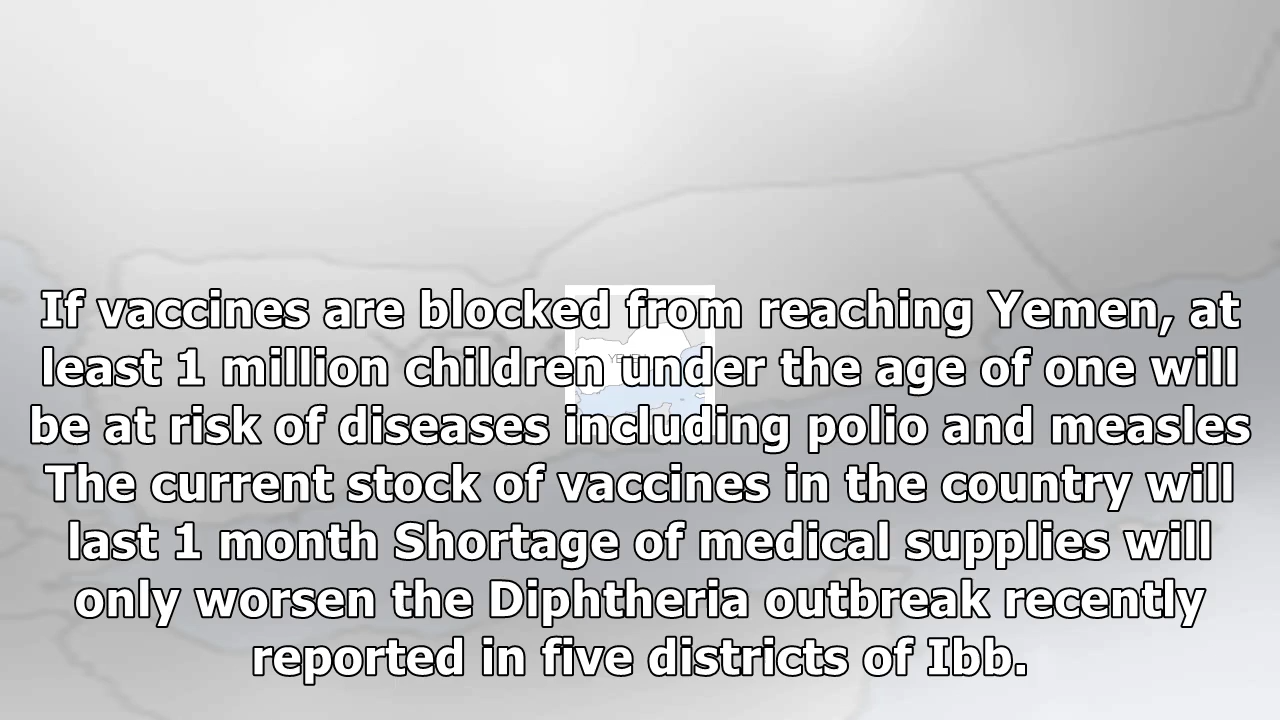 If vaccines are blocked from reaching Yemen, at
least 1 million children under the age of one will
be at risk of diseases including polio and measles
The current stock of vaccines in the country will
last 1 month Shortage of medical supplies will
only worsen the Diphtheria outbreak recently
reported in five districts of Ibb.